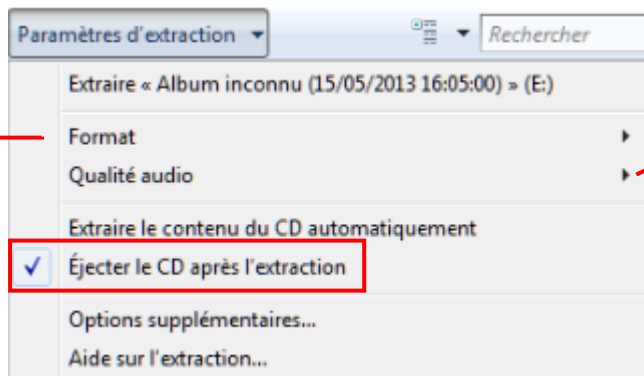 Paramètres d'extraction
Rechercher
Extraire « Album inconnu (15/05/2013 16:05:00) » (E:)
Format
Qualité audio
Extraire le contenu du CD automatiquement
Éjecter le CD après l'extraction
Options supplémentaires...
Aide sur l'extraction...